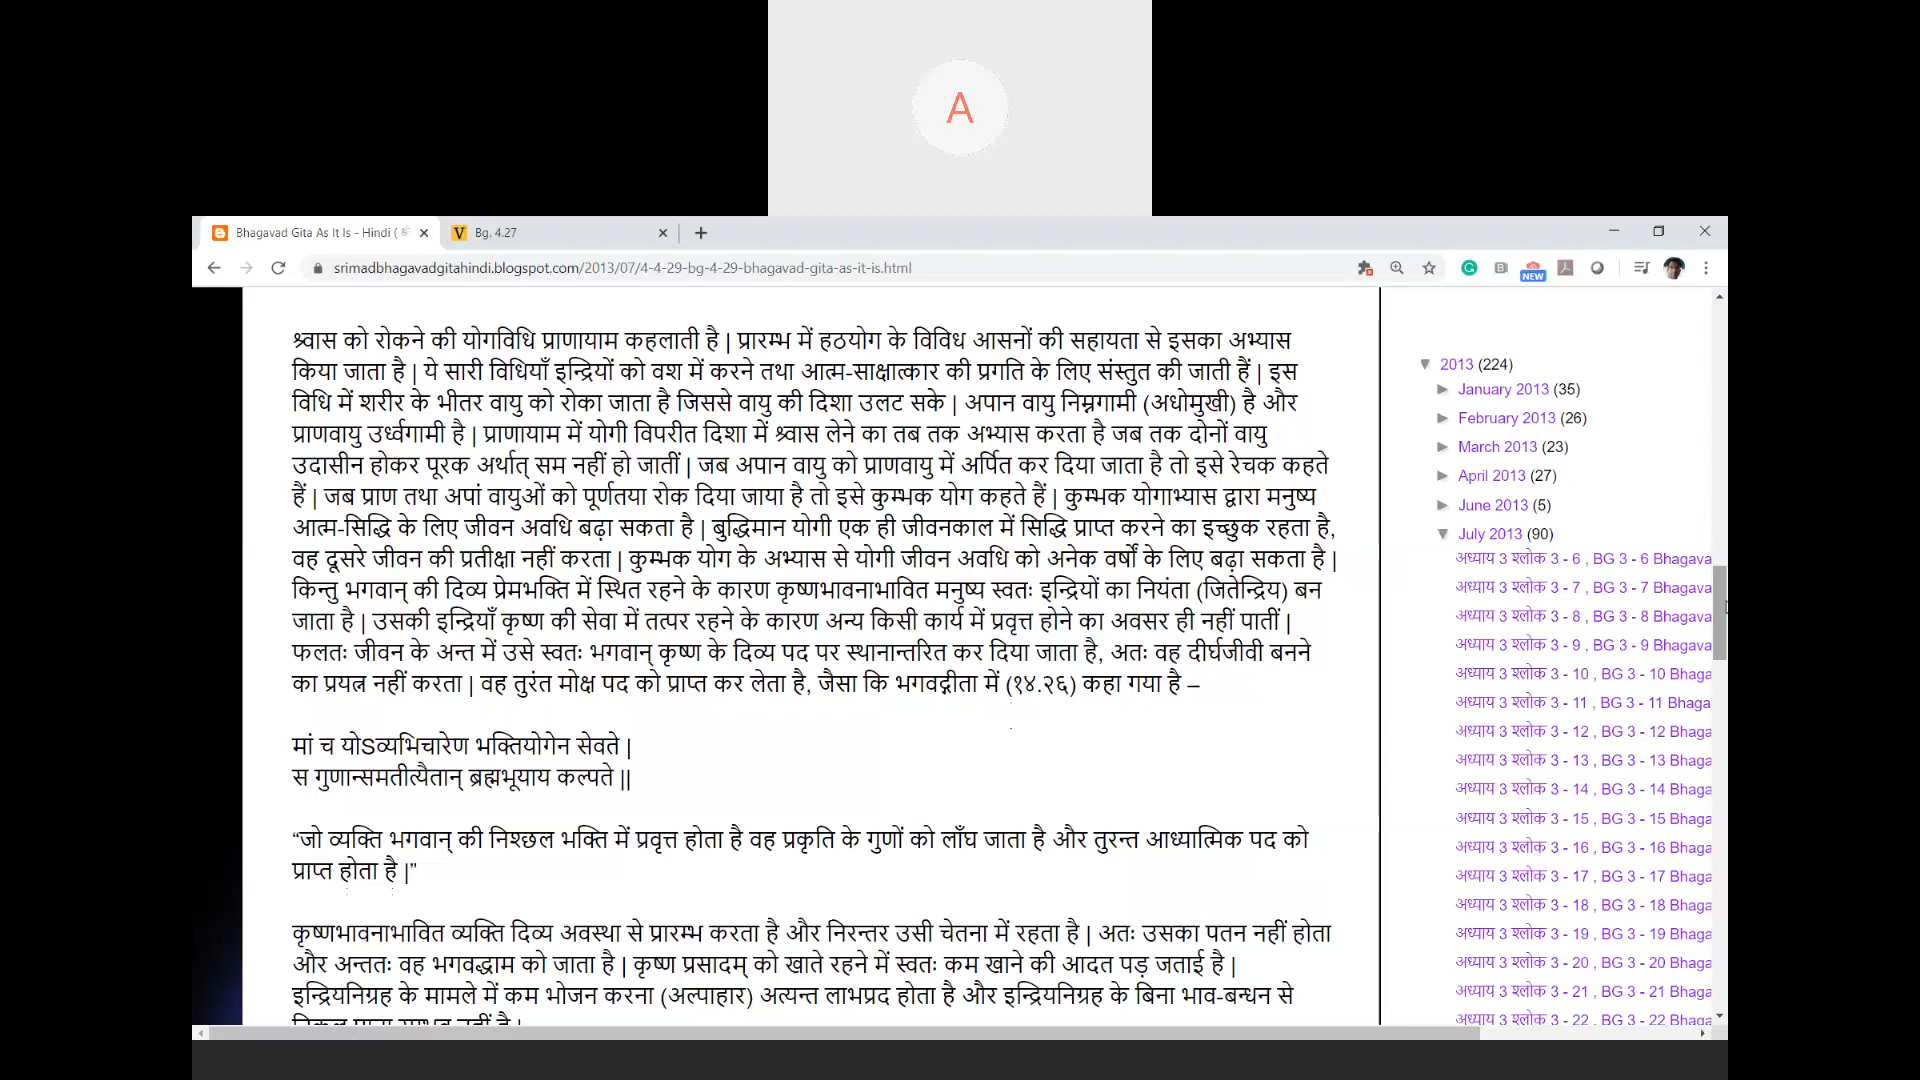 A
Bhagavad Gita As It Is - Hindi (
Bg. 4.27
srimadbhagavadgitahindi.blogspot.com/2013/07/4-4-29-bg-4-29-bhagavad-gita-as-it-is.html
NEW
श्र्वास को रोकने की योगविधि प्राणायाम कहलाती है | प्रारम्भ में हठयोग के विविध आसनों की सहायता से इसका अभ्यास
किया जाता है | ये सारी विधियाँ इन्द्रियों को वश में करने तथा आत्म-साक्षात्कार की प्रगति के लिए संस्तुत की जाती हैं | इस
विधि में शरीर के भीतर वायु को रोका जाता है जिससे वायु की दिशा उलट सके | अपान वायु निम्नगामी (अधोमुखी) है और
प्राणवायु उर्ध्वगामी है | प्राणायाम में योगी विपरीत दिशा में श्र्वास लेने का तब तक अभ्यास करता है जब तक दोनों वायु
उदासीन होकर पूरक अर्थात् सम नहीं हो जातीं | जब अपान वायु को प्राणवायु में अर्पित कर दिया जाता है तो इसे रेचक कहते
हैं | जब प्राण तथा अपां वायुओं को पूर्णतया रोक दिया जाया है तो इसे कुम्भक योग कहते हैं | कुम्भक योगाभ्यास द्वारा मनुष्य
आत्म-सिद्धि के लिए जीवन अवधि बढ़ा सकता है | बुद्धिमान योगी एक ही जीवनकाल में सिद्धि प्राप्त करने का इच्छुक रहता है,
वह दूसरे जीवन की प्रतीक्षा नहीं करता | कुम्भक योग के अभ्यास से योगी जीवन अवधि को अनेक वर्षों के लिए बढ़ा सकता है |
किन्तु भगवान् की दिव्य प्रेमभक्ति में स्थित रहने के कारण कृष्णभावनाभावित मनुष्य स्वतः इन्द्रियों का नियंता (जितेन्द्रिय) बन
जाता है | उसकी इन्द्रियाँ कृष्ण की सेवा में तत्पर रहने के कारण अन्य किसी कार्य में प्रवृत्त होने का अवसर ही नहीं पातीं |
फलतः जीवन के अन्त में उसे स्वतः भगवान् कृष्ण के दिव्य पद पर स्थानान्तरित कर दिया जाता है, अतः वह दीर्घजीवी बनने
का प्रयत्न नहीं करता | वह तुरंत मोक्ष पद को प्राप्त कर लेता है, जैसा कि भगवद्गीता में (१४.२६) कहा गया है –
मां च योSव्यभिचारेण भक्तियोगेन सेवते |
स गुणान्समतीत्यैतान् ब्रह्मभूयाय कल्पते ||
“जो व्यक्ति भगवान् की निश्छल भक्ति में प्रवृत्त होता है वह प्रकृति के गुणों को लाँघ जाता है और तुरन्त आध्यात्मिक पद को
प्राप्त होता है |”
कृष्णभावनाभावित व्यक्ति दिव्य अवस्था से प्रारम्भ करता है और निरन्तर उसी चेतना में रहता है | अतः उसका पतन नहीं होता
और अन्ततः वह भगवद्धाम को जाता है | कृष्ण प्रसादम् को खाते रहने में स्वतः कम खाने की आदत पड़ जताई है |
इन्द्रियनिग्रह के मामले में कम भोजन करना (अल्पाहार) अत्यन्त लाभप्रद होता है और इन्द्रियनिग्रह के बिना भाव-बन्धन से
2013 (224)
January 2013 (35)
February 2013 (26)
March 2013 (23)
April 2013 (27)
June 2013 (5)
July 2013 (90)
अध्याय 3 श्लोक 3 - 6 , BG 3 - 6 Bhagava
अध्याय 3 श्लोक 3 - 7 , BG 3 - 7 Bhagava
अध्याय 3 श्लोक 3 - 8 , BG 3 - 8 Bhagava
अध्याय 3 श्लोक 3 - 9 , BG 3 - 9 Bhagava
अध्याय 3 श्लोक 3 - 10 , BG 3 - 10 Bhaga
अध्याय 3 श्लोक 3 - 11 , BG 3 - 11 Bhaga
अध्याय 3 श्लोक 3 - 12 , BG 3 - 12 Bhaga
अध्याय 3 श्लोक 3 - 13 , BG 3 - 13 Bhaga
अध्याय 3 श्लोक 3 - 14 , BG 3 - 14 Bhaga
अध्याय 3 श्लोक 3 - 15 , BG 3 - 15 Bhaga
अध्याय 3 श्लोक 3 - 16 , BG 3 - 16 Bhaga
अध्याय 3 श्लोक 3 - 17 , BG 3 - 17 Bhaga
अध्याय 3 श्लोक 3 - 18 , BG 3 - 18 Bhaga
अध्याय 3 श्लोक 3 - 19 , BG 3 - 19 Bhaga
अध्याय 3 श्लोक 3 - 20 , BG 3 - 20 Bhaga
अध्याय 3 श्लोक 3 - 21 , BG 3 - 21 Bhaga
अध्याय 3 श्लोक 3 - 22 , BG 3 - 22 Bhaga